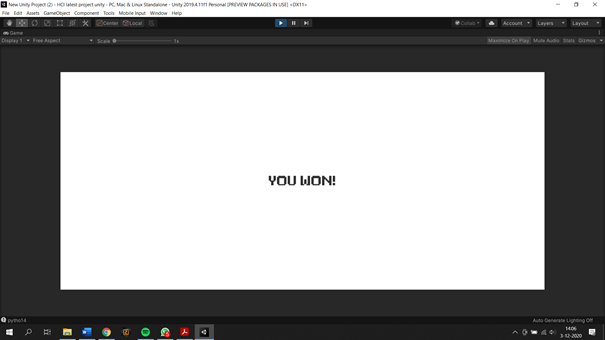 New Unity Project (2) - HCI latest project unity - PC, Mac & Linux Standalone - Unity 2019.4.11f1 Personal [PREVIEW PACKAGES IN USE] <DX11>
File Edit Assets GameObject Component Tools Mobile Input Window Help
Center Local Collab Account Layers Layout
Game
Display 1 Free Aspect Scale 1x Maximize On Play Mute Audio Stats Gizmos
YOU WON!
pytho14
Auto Generate Lighting Off
14:06
3-12-2020